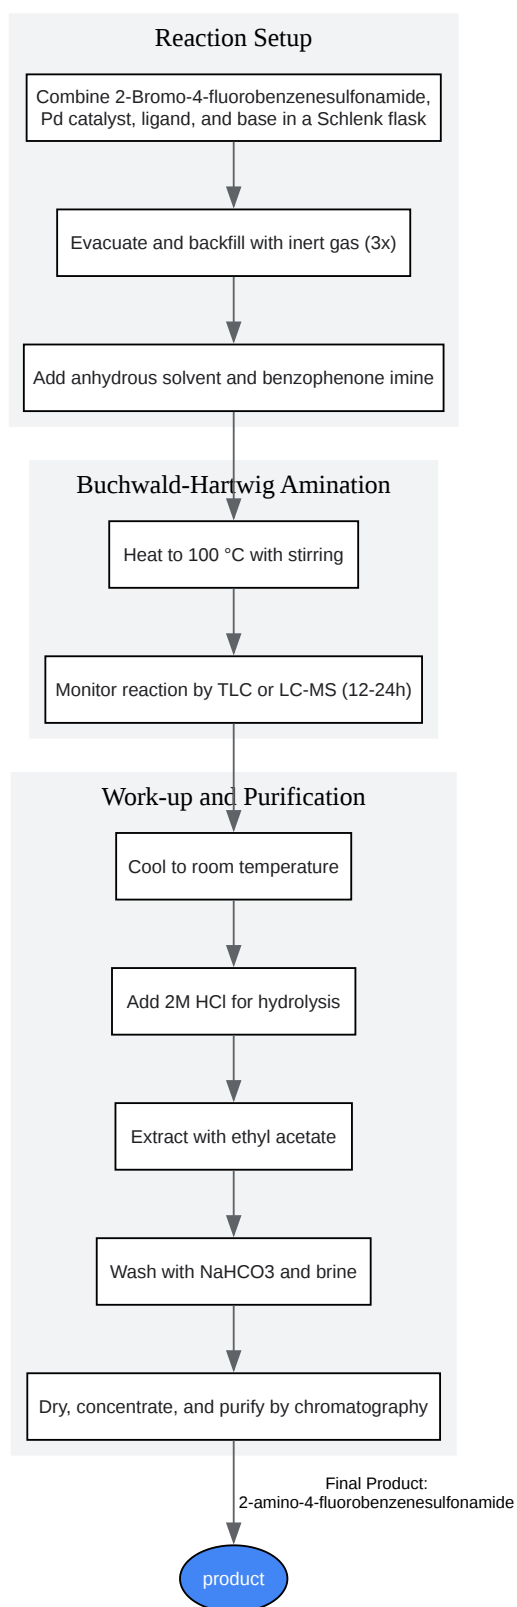 Reaction Setup
Combine 2-Bromo-4-fluorobenzenesulfonamide,
Pd catalyst, ligand, and base in a Schlenk flask
Evacuate and backfill with inert gas (3x)
Add anhydrous solvent and benzophenone imine
Buchwald-Hartwig Amination
Heat to 100 °C with stirring
Monitor reaction by TLC or LC-MS (12-24h)
Work-up and Purification
Cool to room temperature
Add 2M HCl for hydrolysis
Extract with ethyl acetate
Wash with NaHCO3 and brine
Dry, concentrate, and purify by chromatography
Final Product:
2-amino-4-fluorobenzenesulfonamide
product